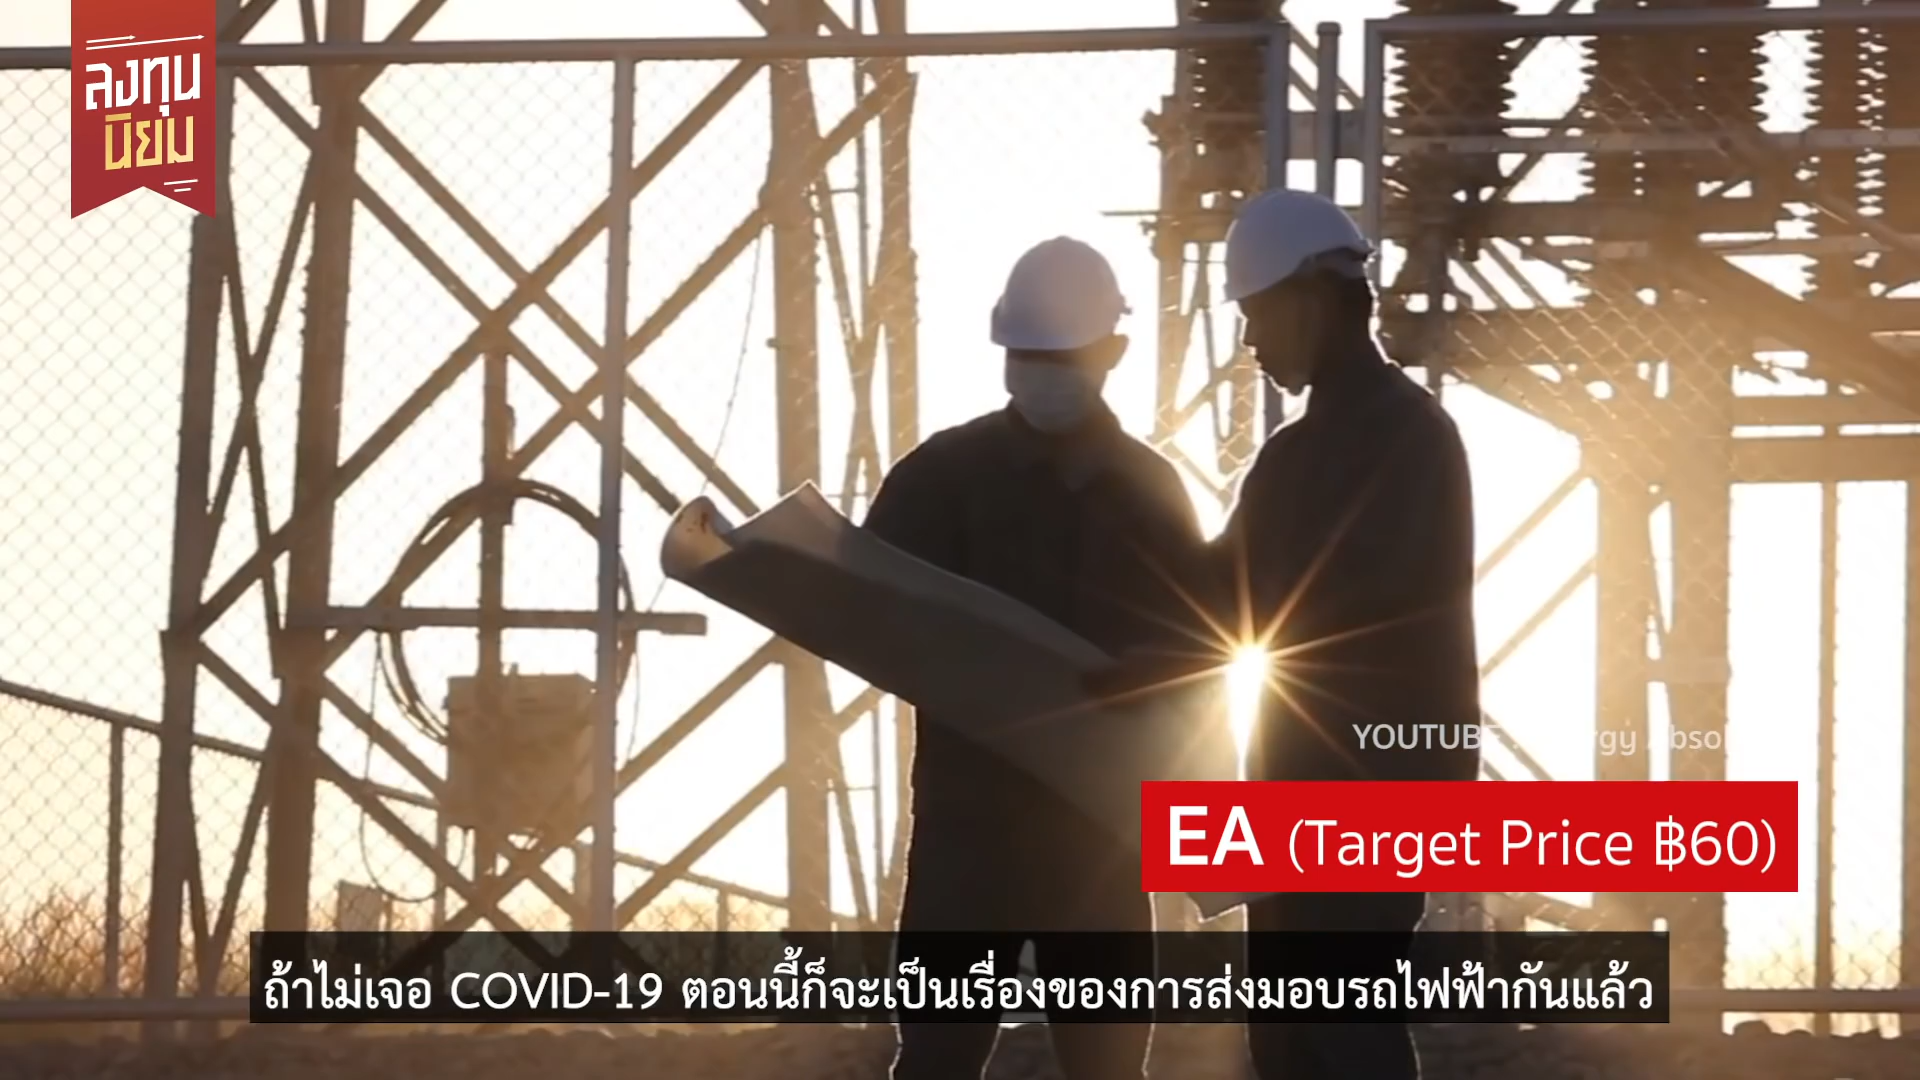 ลงทุน
นิยม
YOUTUBE
EA (Target Price ฿60)
ถ้าไม่เจอ COVID-19 ตอนนี้ก็จะเป็นเรื่องของการส่งมอบรถไฟฟ้ากันแล้ว